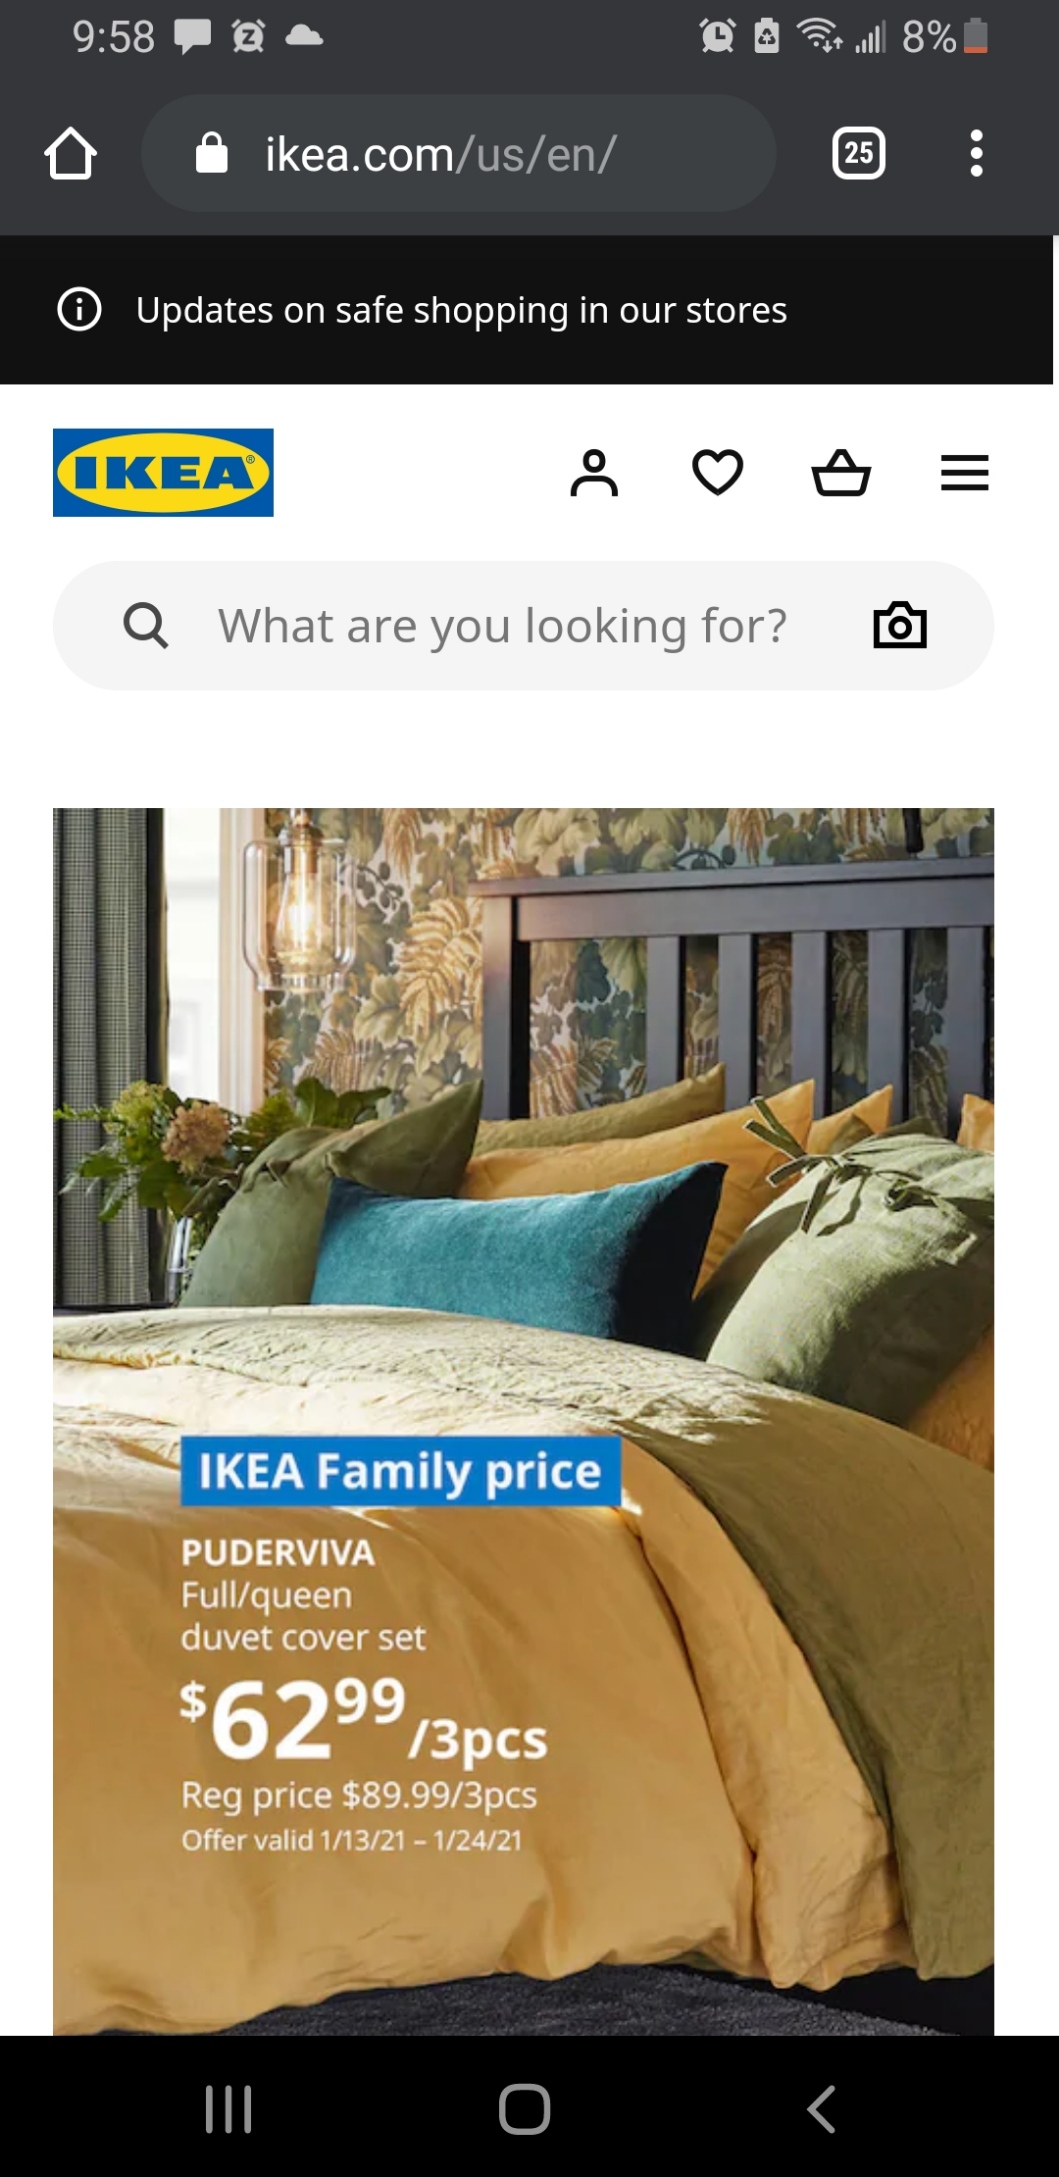 9:58
8%
ikea.com/us/en/
25
Updates on safe shopping in our stores
IKEA®
What are you looking for?
IKEA Family price
PUDERVIVA
Full/queen
duvet cover set
$62⁹⁹/3pcs
Reg price $89.99/3pcs
Offer valid 1/13/21 – 1/24/21